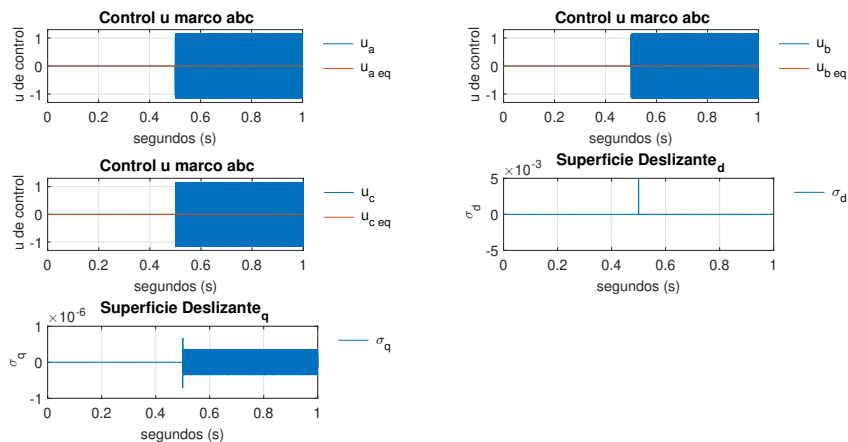 Control u marco abc
1
0
-1
u de control
0 0.2 0.4 0.6 0.8 1
segundos (s)
u_a
u_a eq
Control u marco abc
1
0
-1
u de control
0 0.2 0.4 0.6 0.8 1
segundos (s)
u_b
u_b eq
Control u marco abc
1
0
-1
u de control
0 0.2 0.4 0.6 0.8 1
segundos (s)
u_c
u_c eq
Superficie Deslizante_d
×10^-3
5
0
-5
σ_d
0 0.2 0.4 0.6 0.8 1
segundos (s)
σ_d
Superficie Deslizante_q
×10^-6
1
0
-1
σ_q
0 0.2 0.4 0.6 0.8 1
segundos (s)
σ_q